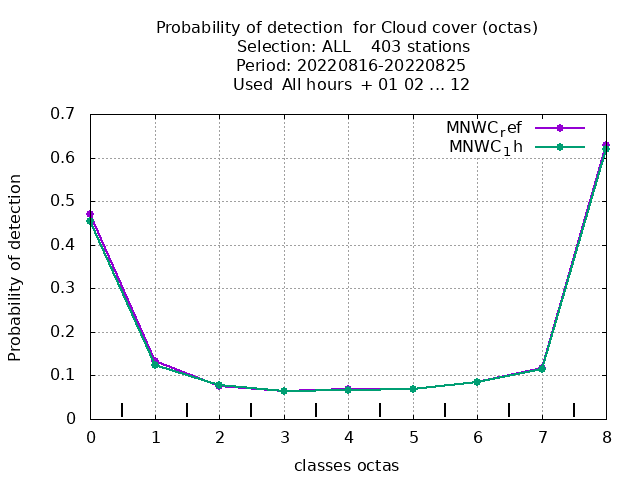 Probability of detection  for Cloud cover (octas)
Selection: ALL    403 stations
Period: 20220816-20220825
Used  All hours  + 01 02 ... 12
MNWCref
MNWC1h
0.7
0.6
0.5
0.4
0.3
0.2
0.1
0
Probability of detection
0 1 2 3 4 5 6 7 8
classes octas